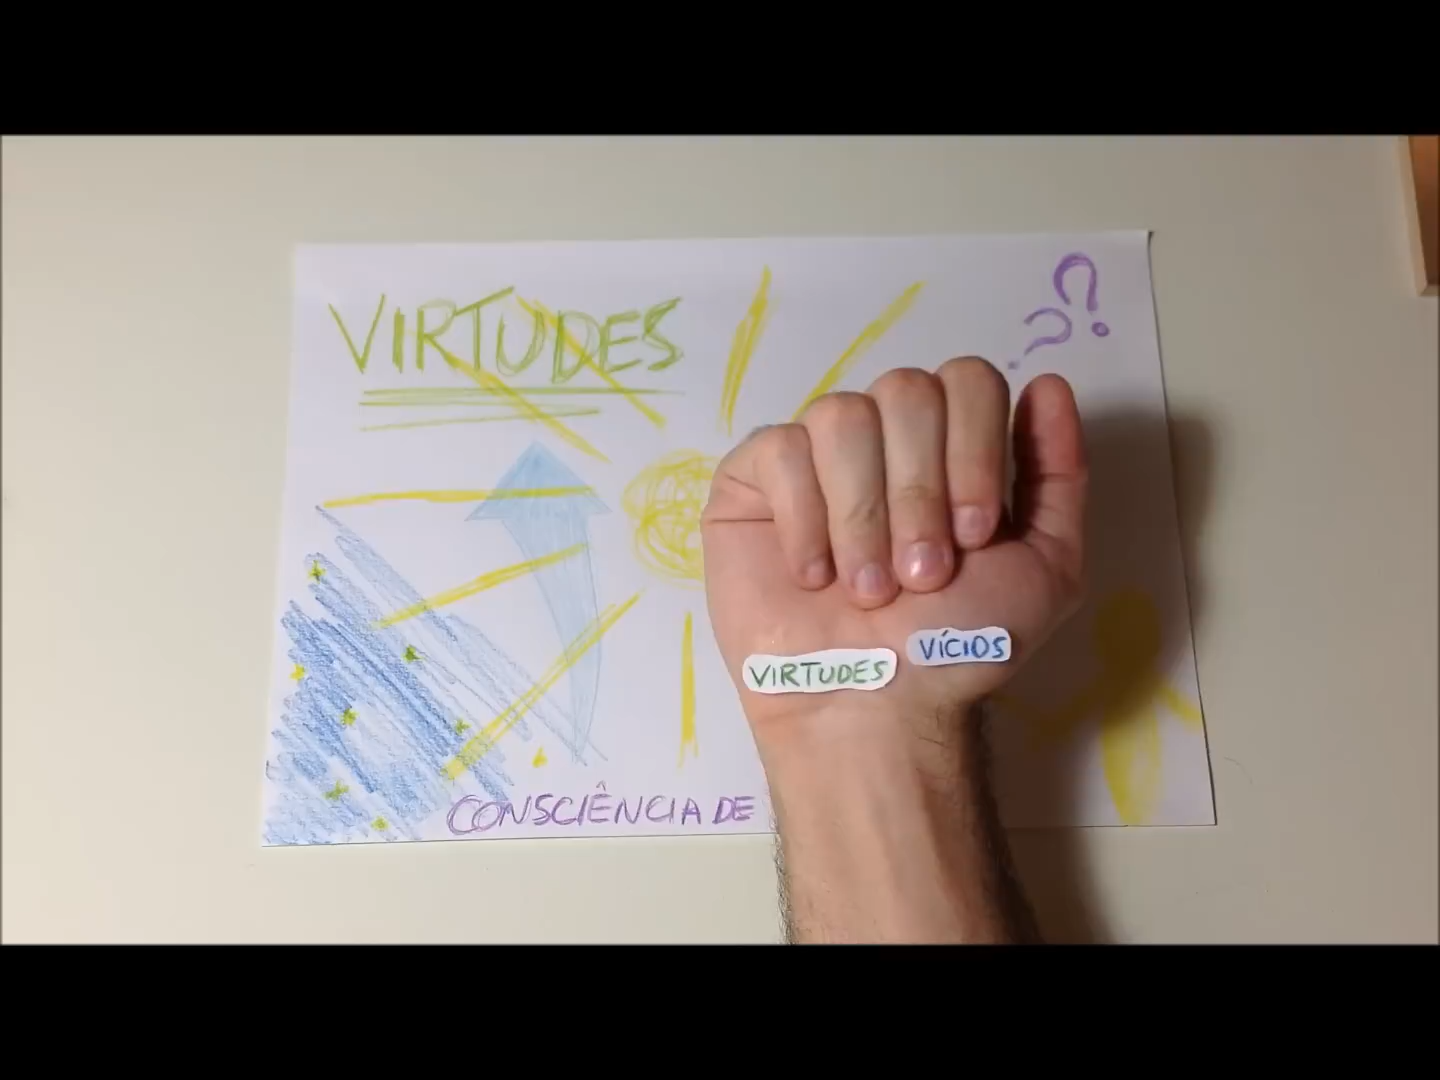 VIRTUDES
??
VIRTUDES
VÍCIOS
CONSCIÊNCIA DE